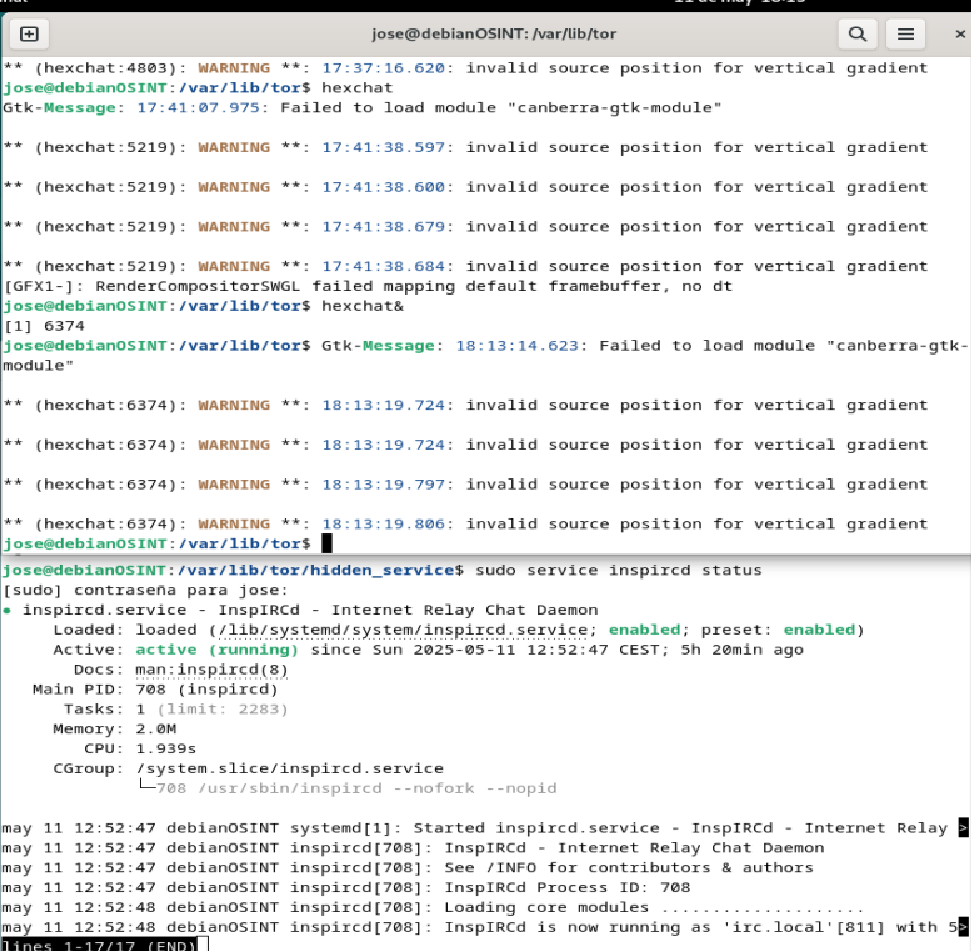 jose@debianOSINT: /var/lib/tor
** (hexchat:4803): WARNING **: 17:37:16.620: invalid source position for vertical gradient
jose@debianOSINT:/var/lib/tor$ hexchat
Gtk-Message: 17:41:07.975: Failed to load module "canberra-gtk-module"
** (hexchat:5219): WARNING **: 17:41:38.597: invalid source position for vertical gradient
** (hexchat:5219): WARNING **: 17:41:38.600: invalid source position for vertical gradient
** (hexchat:5219): WARNING **: 17:41:38.679: invalid source position for vertical gradient
** (hexchat:5219): WARNING **: 17:41:38.684: invalid source position for vertical gradient
[GFX1-]: RenderCompositorSWGL failed mapping default framebuffer, no dt
jose@debianOSINT:/var/lib/tor$ hexchat&
[1] 6374
jose@debianOSINT:/var/lib/tor$ Gtk-Message: 18:13:14.623: Failed to load module "canberra-gtk-
module"
** (hexchat:6374): WARNING **: 18:13:19.724: invalid source position for vertical gradient
** (hexchat:6374): WARNING **: 18:13:19.724: invalid source position for vertical gradient
** (hexchat:6374): WARNING **: 18:13:19.797: invalid source position for vertical gradient
** (hexchat:6374): WARNING **: 18:13:19.806: invalid source position for vertical gradient
jose@debianOSINT:/var/lib/tor$
jose@debianOSINT:/var/lib/tor/hidden_service$ sudo service inspircd status
[sudo] contraseña para jose:
● inspircd.service - InspIRCd - Internet Relay Chat Daemon
Loaded: loaded (/lib/systemd/system/inspircd.service; enabled; preset: enabled)
Active: active (running) since Sun 2025-05-11 12:52:47 CEST; 5h 20min ago
Docs: man:inspircd(8)
Main PID: 708 (inspircd)
Tasks: 1 (limit: 2283)
Memory: 2.0M
CPU: 1.939s
CGroup: /system.slice/inspircd.service
└─708 /usr/sbin/inspircd --nofork --nopid
may 11 12:52:47 debianOSINT systemd[1]: Started inspircd.service - InspIRCd - Internet Relay >
may 11 12:52:47 debianOSINT inspircd[708]: InspIRCd - Internet Relay Chat Daemon
may 11 12:52:47 debianOSINT inspircd[708]: See /INFO for contributors & authors
may 11 12:52:47 debianOSINT inspircd[708]: InspIRCd Process ID: 708
may 11 12:52:48 debianOSINT inspircd[708]: Loading core modules ....................
may 11 12:52:48 debianOSINT inspircd[708]: InspIRCd is now running as 'irc.local'[811] with 5>
lines 1-17/17 (END)